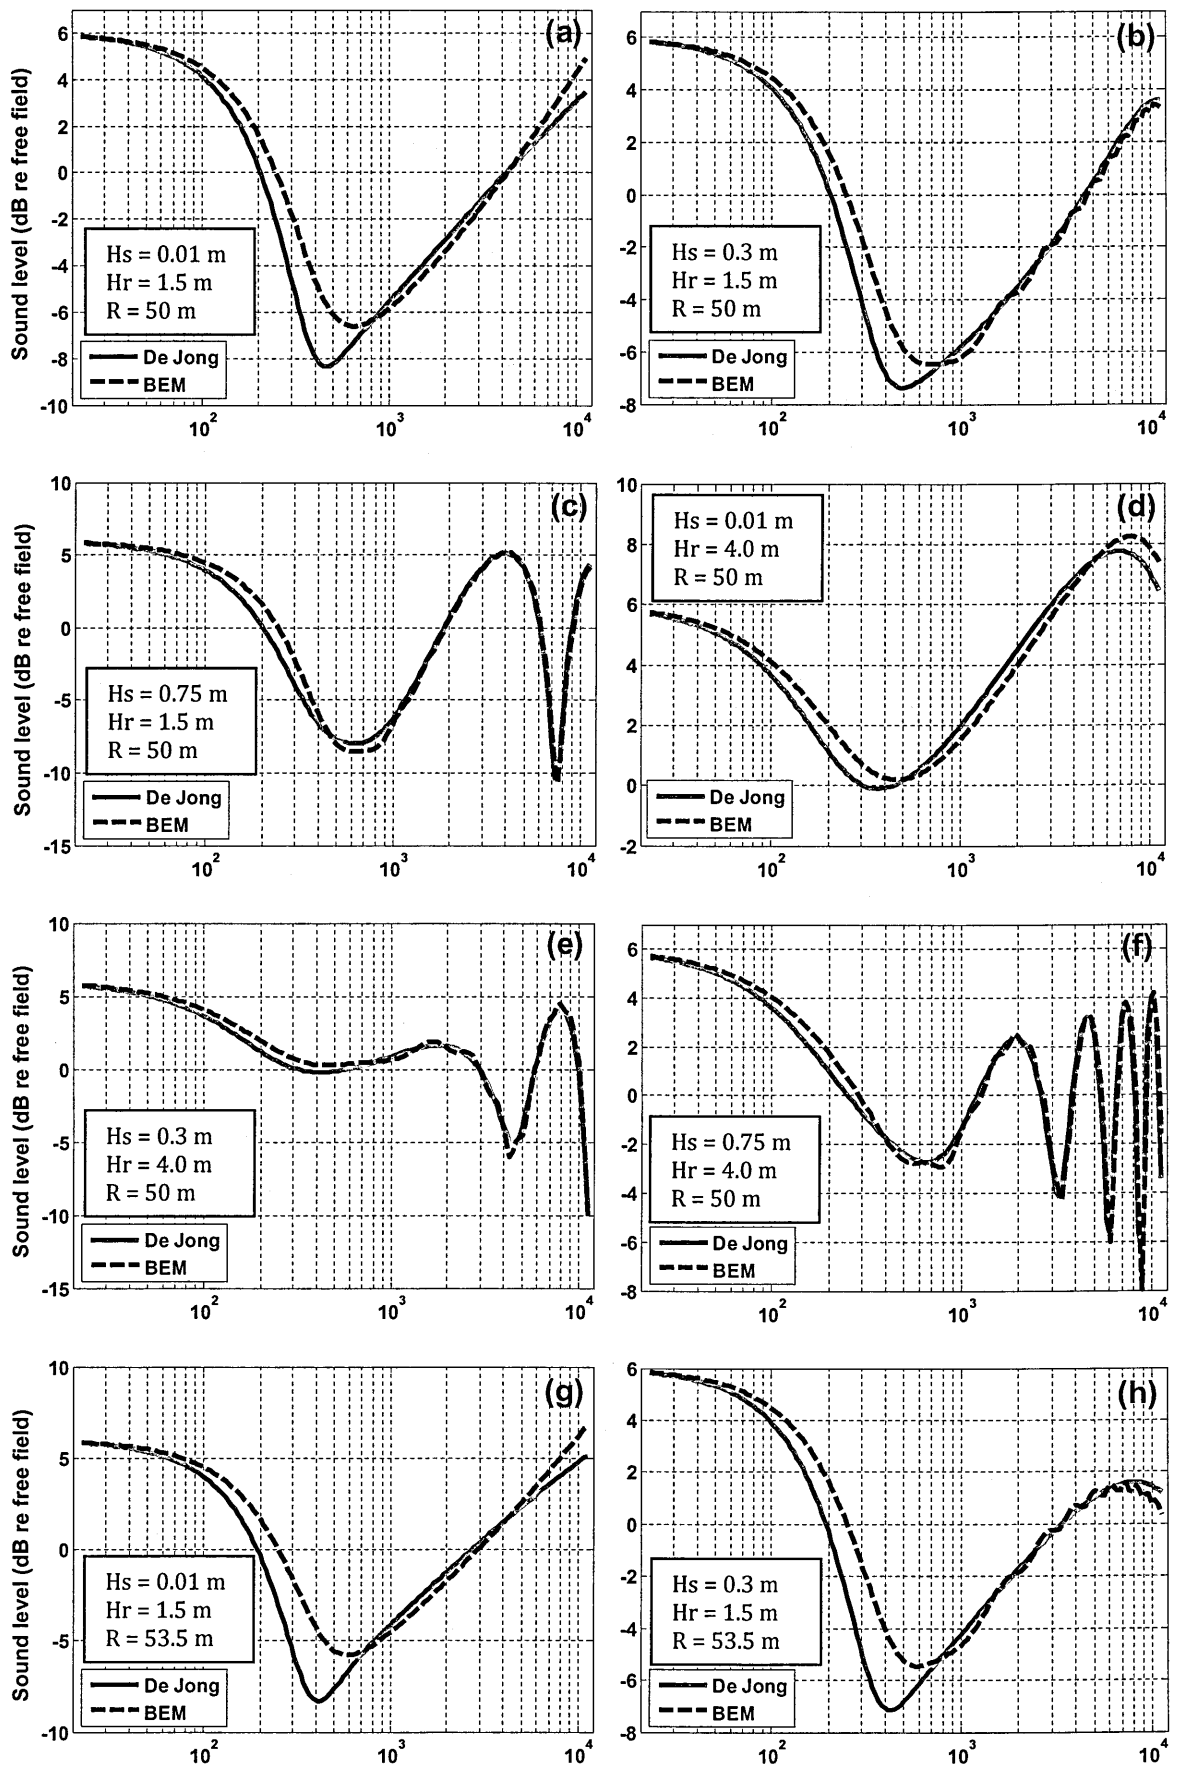 (a)
Sound level (dB re free field)
6
4
2
0
-2
-4
-6
-8
-10
Hs = 0.01 m
Hr = 1.5 m
R = 50 m
De Jong
BEM
10^2
10^3
10^4
(b)
6
4
2
0
-2
-4
-6
-8
Hs = 0.3 m
Hr = 1.5 m
R = 50 m
De Jong
BEM
10^2
10^3
10^4
(c)
Sound level (dB re free field)
10
5
0
-5
-10
-15
Hs = 0.75 m
Hr = 1.5 m
R = 50 m
De Jong
BEM
10^2
10^3
10^4
(d)
10
8
6
4
2
0
-2
Hs = 0.01 m
Hr = 4.0 m
R = 50 m
De Jong
BEM
10^2
10^3
10^4
(e)
Sound level (dB re free field)
10
5
0
-5
-10
-15
Hs = 0.3 m
Hr = 4.0 m
R = 50 m
De Jong
BEM
10^2
10^3
10^4
(f)
6
4
2
0
-2
-4
-6
-8
Hs = 0.75 m
Hr = 4.0 m
R = 50 m
De Jong
BEM
10^2
10^3
10^4
(g)
Sound level (dB re free field)
10
5
0
-5
-10
Hs = 0.01 m
Hr = 1.5 m
R = 53.5 m
De Jong
BEM
10^2
10^3
10^4
(h)
6
4
2
0
-2
-4
-6
-8
Hs = 0.3 m
Hr = 1.5 m
R = 53.5 m
De Jong
BEM
10^2
10^3
10^4